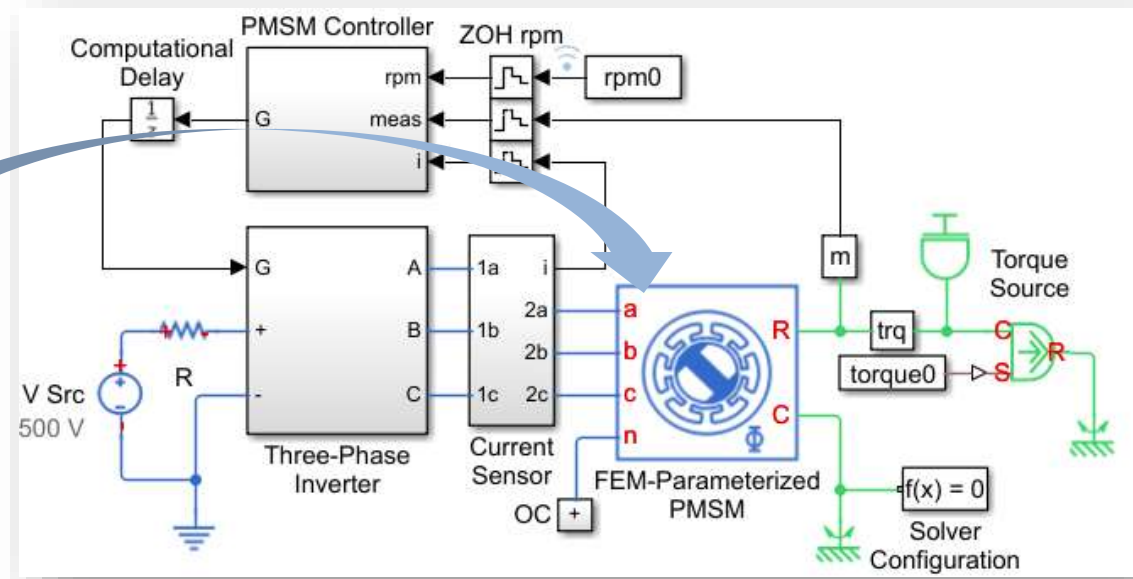 PMSM Controller
ZOH rpm
Computational
Delay
rpm
rpm0
1
z
G
meas
i
m
Torque
Source
G
A
1a
i
2a
a
+
B
1b
2b
b
R
trq
C
R
R
2c
c
torque0
S
V Src
500 V
-
C
1c
C
n
Φ
Three-Phase
Inverter
Current
Sensor
FEM-Parameterized
PMSM
OC
+
f(x) = 0
Solver
Configuration